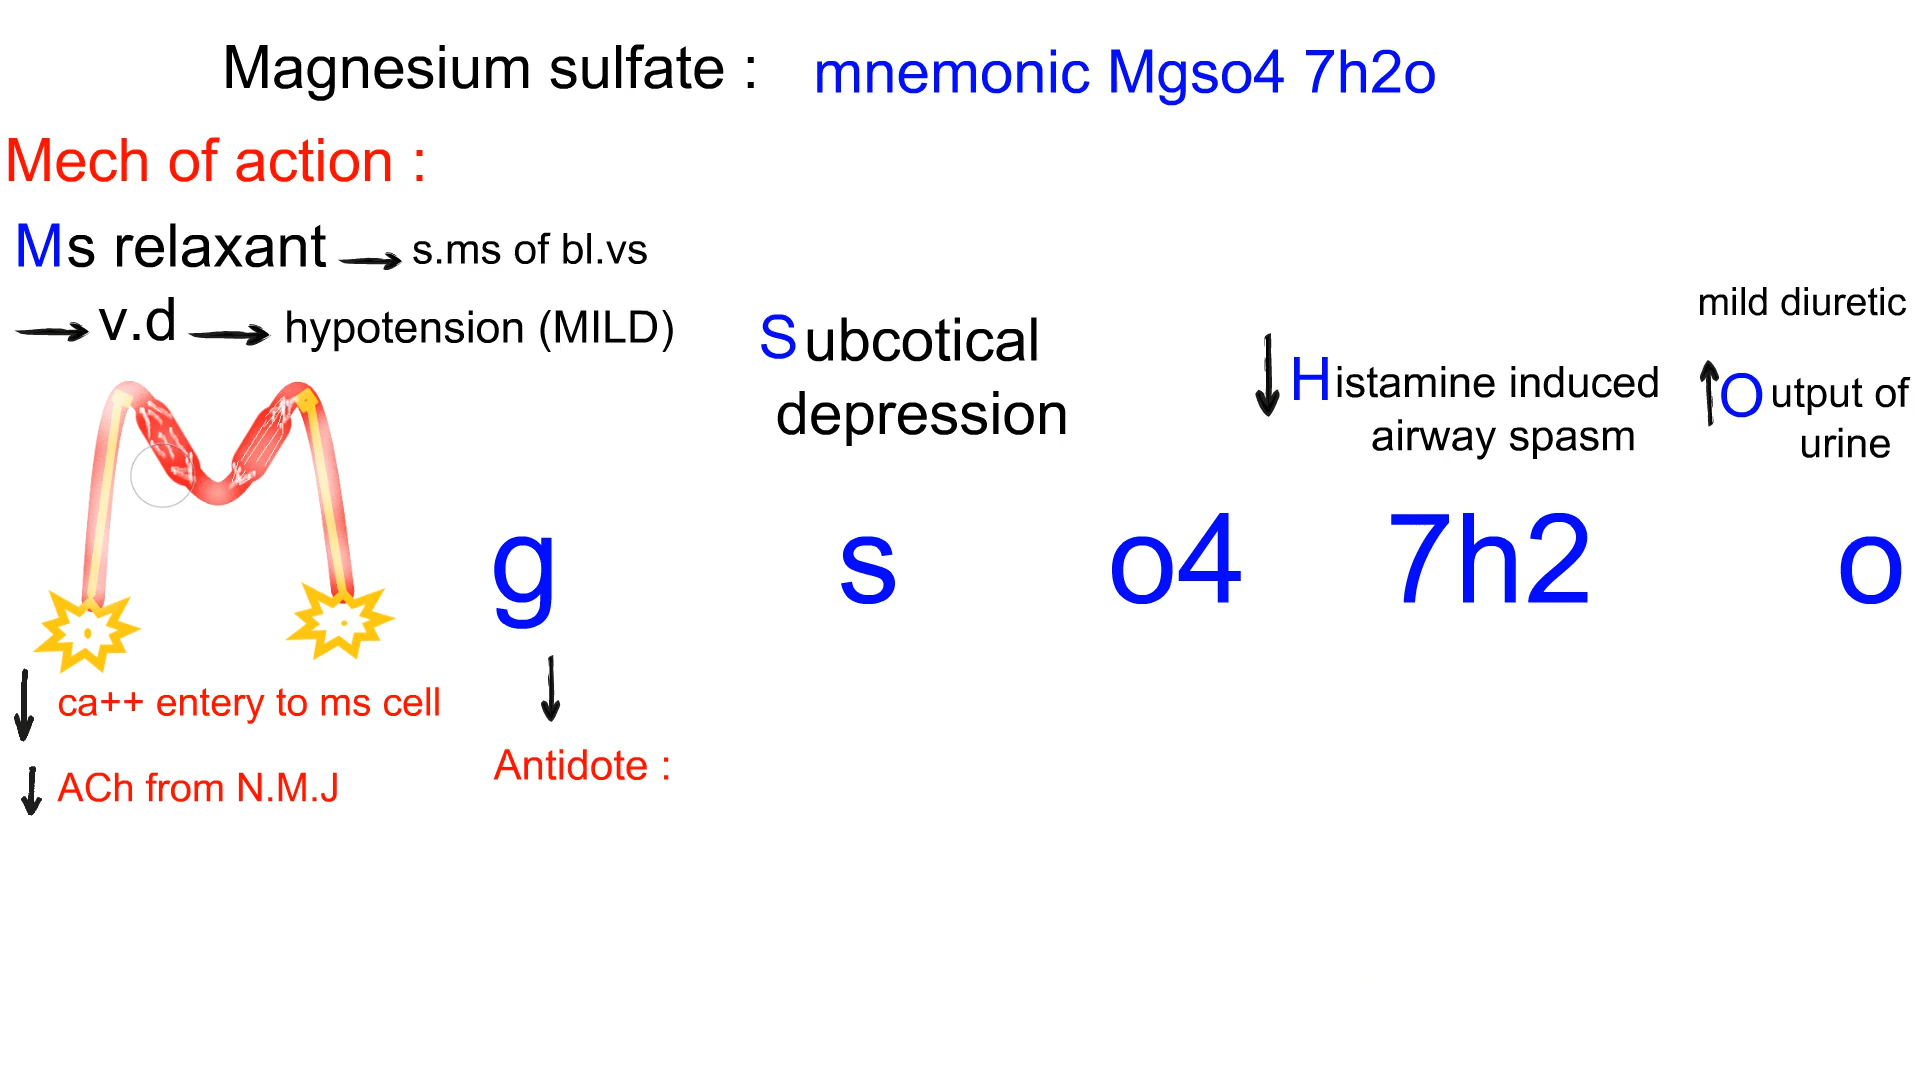 Magnesium sulfate : mnemonic Mgso4 7h2o
Mech of action :
Ms relaxant s.ms of bl.vs
v.d hypotension (MILD)
Subcotical
depression
Histamine induced
airway spasm
mild diuretic
Output of
urine
g s o4 7h2 o
ca++ entery to ms cell
ACh from N.M.J
Antidote :